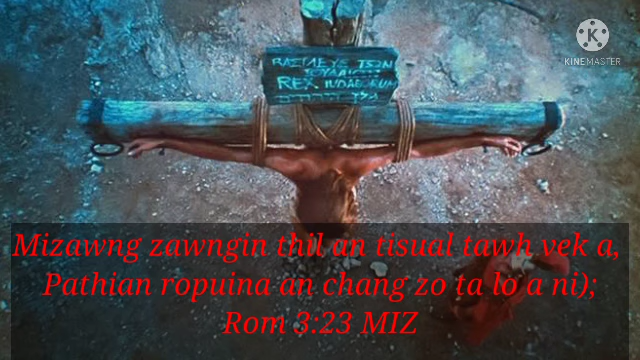 KINEMASTER
REX IUDAEORUM
Mizawng zawngin thil an tisual tawh vek a,
Pathian ropuina an chang zo ta lo a ni);
Rom 3:23 MIZ